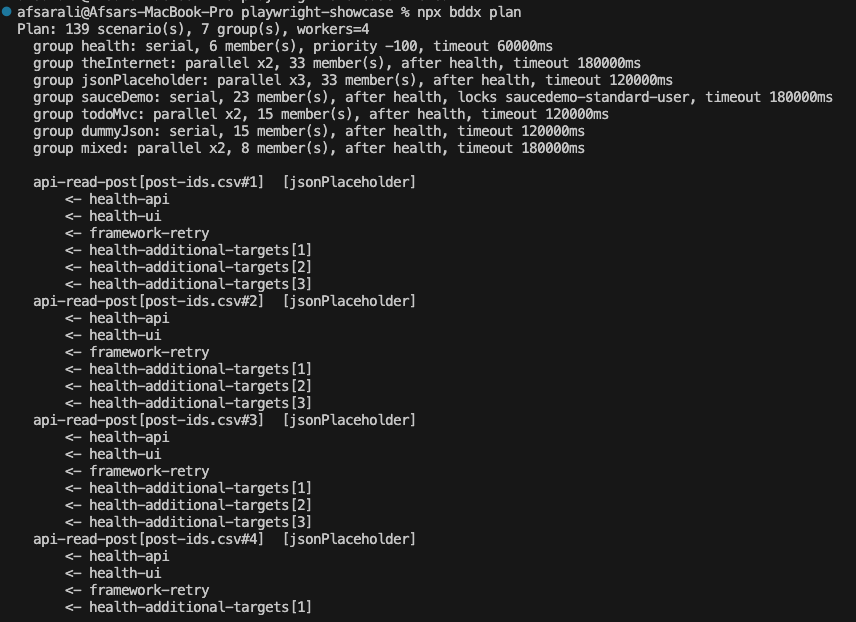 afsarali@Afsars-MacBook-Pro playwright-showcase % npx bddx plan
Plan: 139 scenario(s), 7 group(s), workers=4
group health: serial, 6 member(s), priority -100, timeout 60000ms
group theInternet: parallel x2, 33 member(s), after health, timeout 180000ms
group jsonPlaceholder: parallel x3, 33 member(s), after health, timeout 120000ms
group sauceDemo: serial, 23 member(s), after health, locks saucedemo-standard-user, timeout 180000ms
group todoMvc: parallel x2, 15 member(s), after health, timeout 120000ms
group dummyJson: serial, 15 member(s), after health, timeout 120000ms
group mixed: parallel x2, 8 member(s), after health, timeout 180000ms
api-read-post[post-ids.csv#1]  [jsonPlaceholder]
<- health-api
<- health-ui
<- framework-retry
<- health-additional-targets[1]
<- health-additional-targets[2]
<- health-additional-targets[3]
api-read-post[post-ids.csv#2]  [jsonPlaceholder]
<- health-api
<- health-ui
<- framework-retry
<- health-additional-targets[1]
<- health-additional-targets[2]
<- health-additional-targets[3]
api-read-post[post-ids.csv#3]  [jsonPlaceholder]
<- health-api
<- health-ui
<- framework-retry
<- health-additional-targets[1]
<- health-additional-targets[2]
<- health-additional-targets[3]
api-read-post[post-ids.csv#4]  [jsonPlaceholder]
<- health-api
<- health-ui
<- framework-retry
<- health-additional-targets[1]